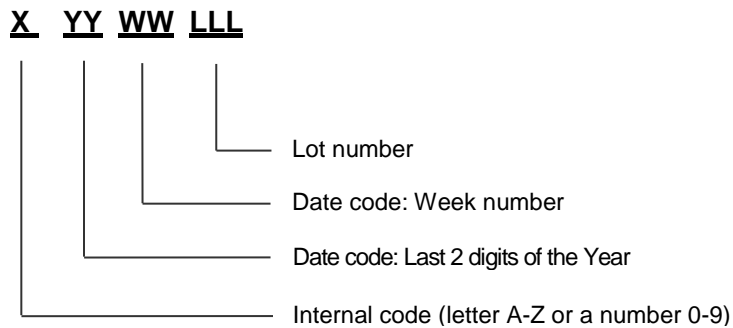 X YY WW LLL
Lot number
Date code: Week number
Date code: Last 2 digits of the Year
Internal code (letter A-Z or a number 0-9)